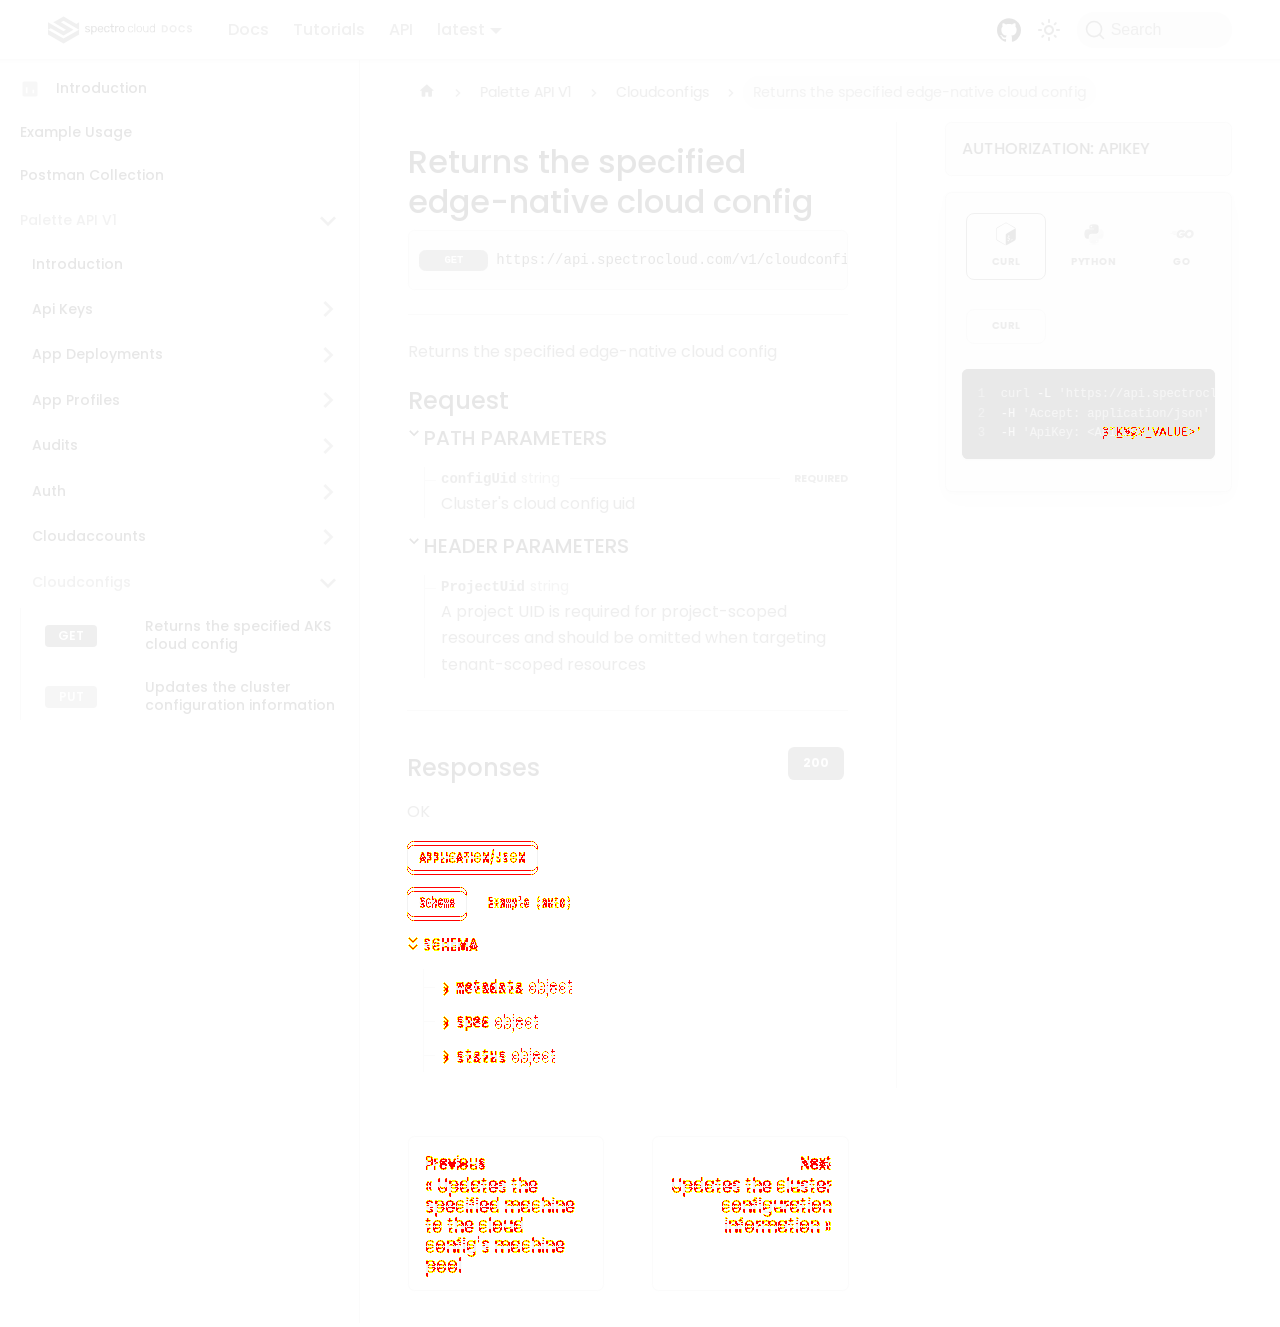 spectro cloud DOCS Docs Tutorials API latest Search
Introduction
Example Usage
Postman Collection
Palette API V1
Introduction
Api Keys
App Deployments
App Profiles
Audits
Auth
Cloudaccounts
Cloudconfigs
GET Returns the specified AKS
cloud config
PUT Updates the cluster
configuration information
Palette API V1 Cloudconfigs Returns the specified edge-native cloud config
Returns the specified
edge-native cloud config
GET https://api.spectrocloud.com/v1/cloudconfi
Returns the specified edge-native cloud config
Request
PATH PARAMETERS
configUid string REQUIRED
Cluster's cloud config uid
HEADER PARAMETERS
ProjectUid string
A project UID is required for project-scoped
resources and should be omitted when targeting
tenant-scoped resources
Responses 200
OK
APPLICATION/JSON
Schema Example (auto)
SCHEMA
metadata object
spec object
status object
Previous
« Updates the
specified machine
to the cloud
config's machine
pool
Next
Updates the cluster
configuration
information »
AUTHORIZATION: APIKEY
CURL PYTHON GO GO
CURL
1 curl -L 'https://api.spectrocl
2 -H 'Accept: application/json'
3 -H 'ApiKey: VALUE>'